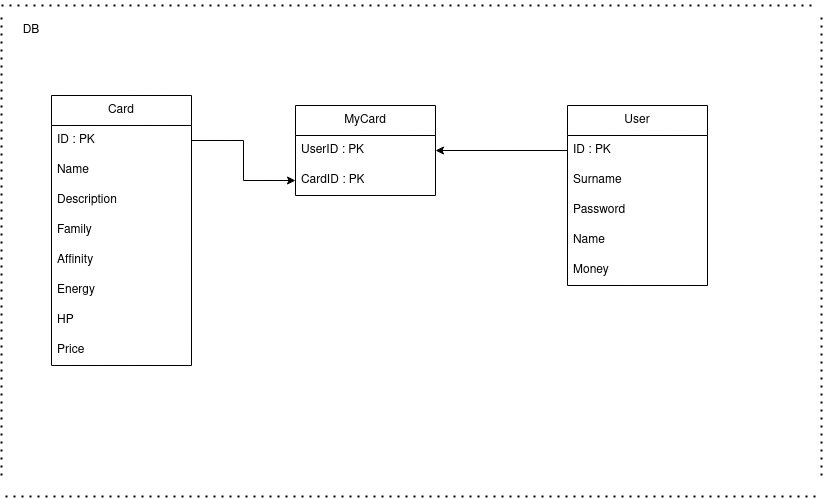 DB
Card
ID : PK
Name
Description
Family
Affinity
Energy
HP
Price
MyCard
UserID : PK
CardID : PK
User
ID : PK
Surname
Password
Name
Money